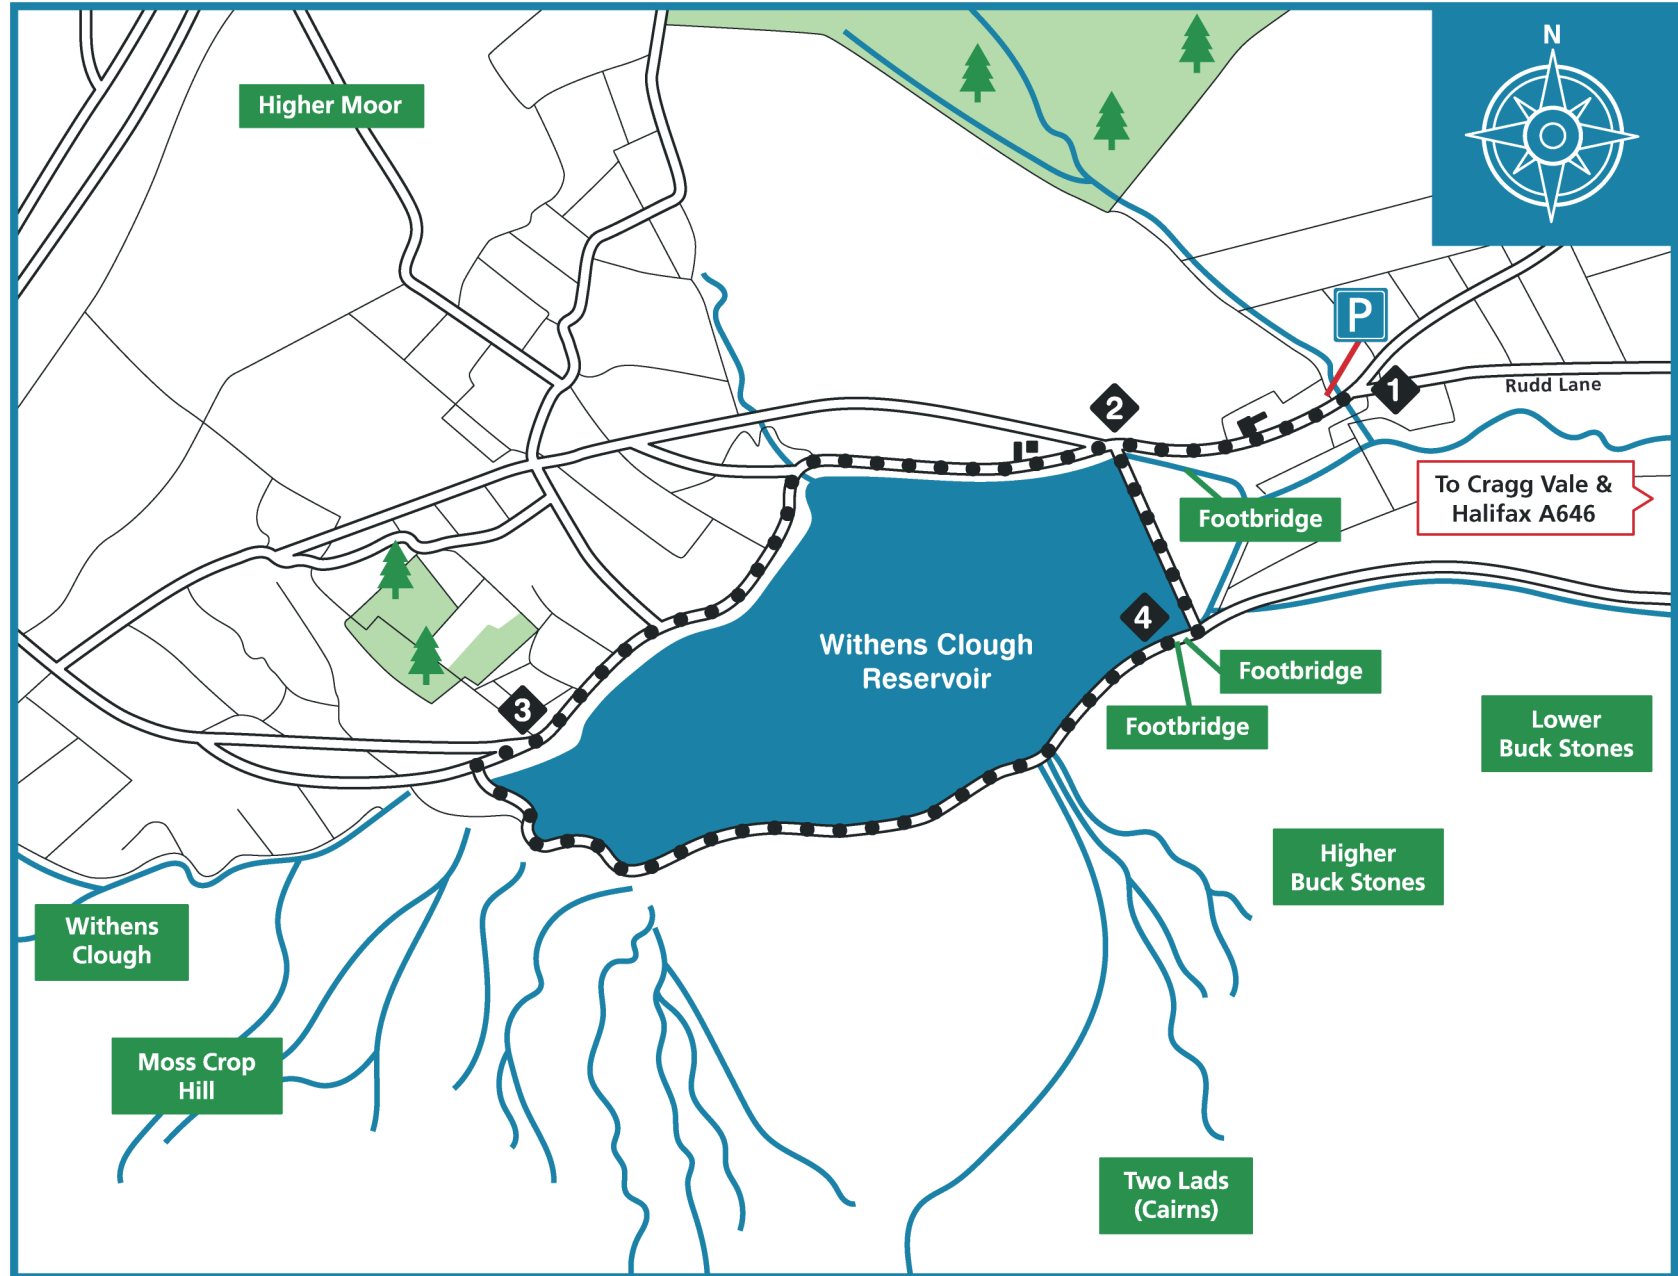 N
Higher Moor
P
1
Rudd Lane
2
To Cragg Vale &
Halifax A646
Footbridge
4
Withens Clough
Reservoir
Footbridge
3
Footbridge
Lower
Buck Stones
Higher
Buck Stones
Withens
Clough
Moss Crop
Hill
Two Lads
(Cairns)